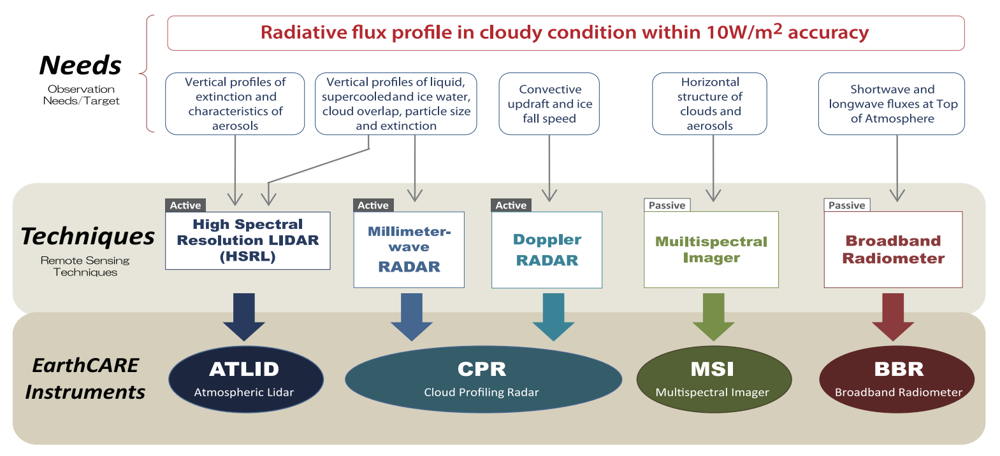 Radiative flux profile in cloudy condition within 10W/m2 accuracy
Needs
Observation
Needs/Target
Vertical profiles of
extinction and
characteristics of
aerosols
Vertical profiles of liquid,
supercooled and ice water,
cloud overlap, particle size
and extinction
Convective
updraft and ice
fall speed
Horizontal
structure of
clouds and
aerosols
Shortwave and
longwave fluxes at Top
of Atmosphere
Techniques
Remote Sensing
Techniques
Active
High Spectral
Resolution LIDAR
(HSRL)
Active
Millimeter-
wave
RADAR
Active
Doppler
RADAR
Passive
Muiltispectral
Imager
Passive
Broadband
Radiometer
EarthCARE
Instruments
ATLID
Atmospheric Lidar
CPR
Cloud Profiling Radar
MSI
Multispectral Imager
BBR
Broadband Radiometer